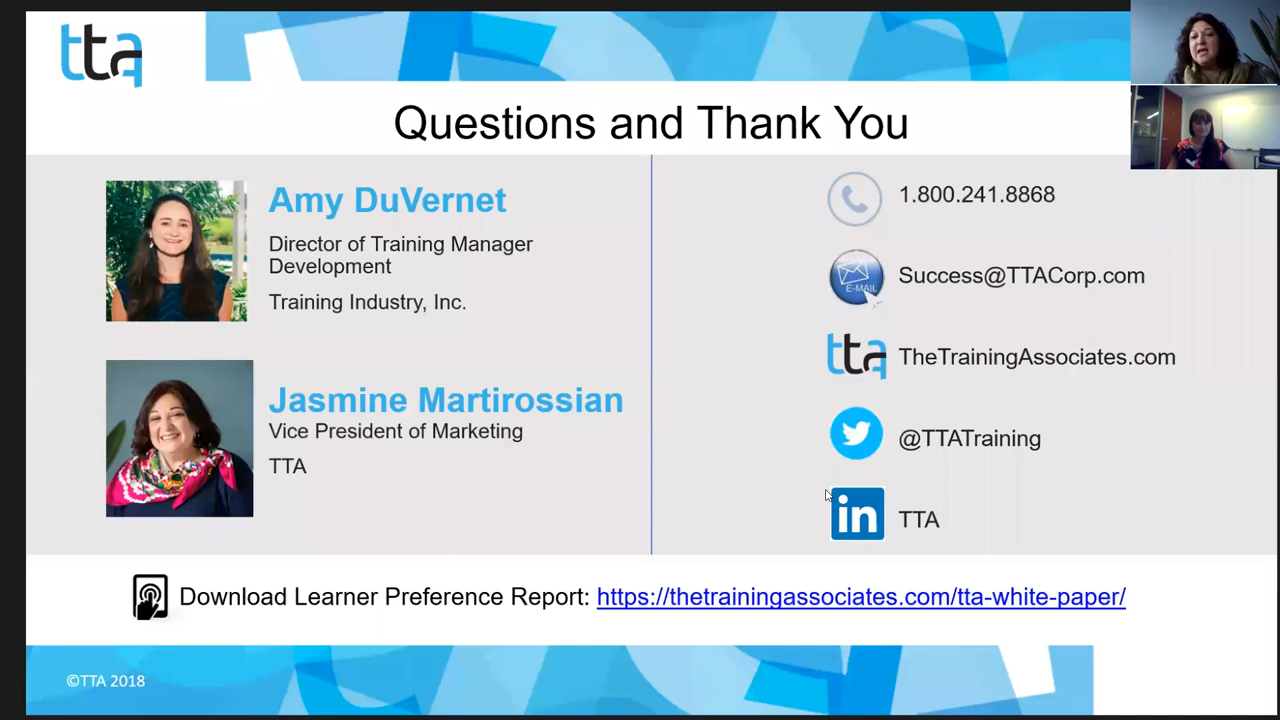 tta
Questions and Thank You
Amy DuVernet
Director of Training Manager
Development
Training Industry, Inc.
Jasmine Martirossian
Vice President of Marketing
TTA
1.800.241.8868
E-MAIL
Success@TTACorp.com
tta
TheTrainingAssociates.com
@TTATraining
in
TTA
Download Learner Preference Report: https://thetrainingassociates.com/tta-white-paper/
©TTA 2018